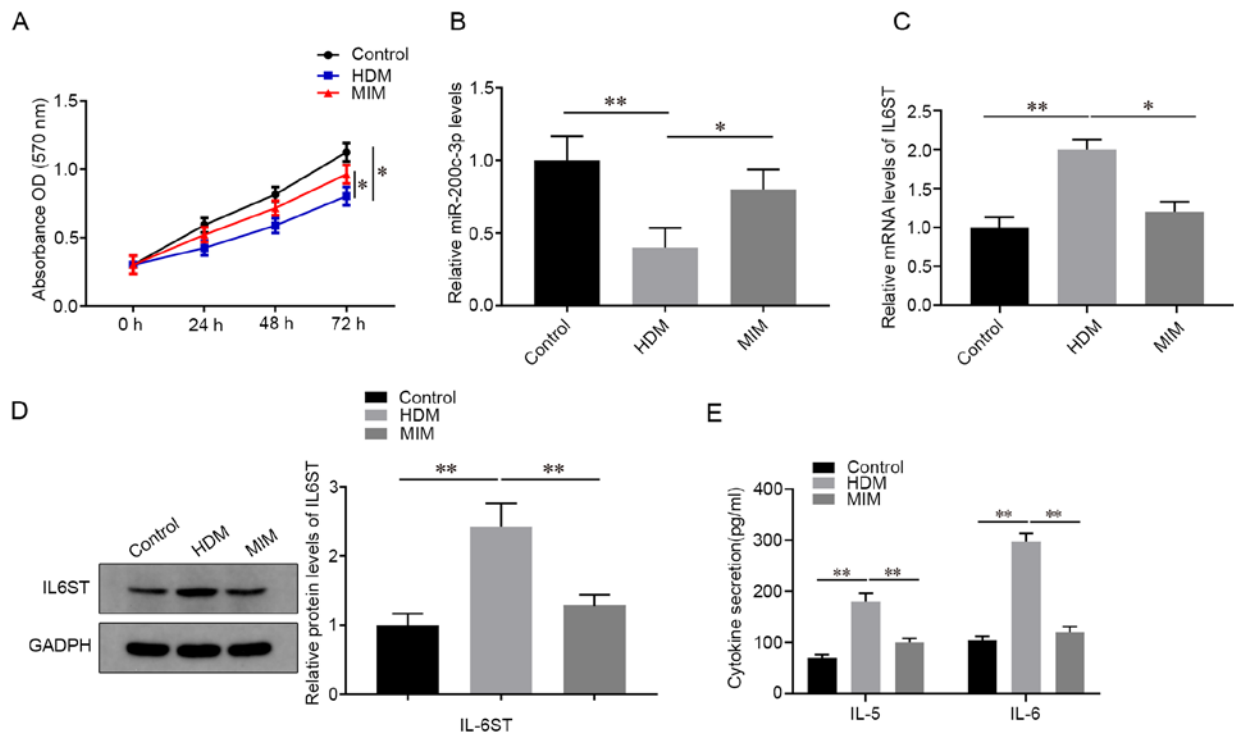 A
Control
HDM
MIM
Absorbance OD (570 nm)
1.5
1.0
0.5
0.0
0 h
24 h
48 h
72 h
*
*
B
Relative miR-200c-3p levels
1.5
1.0
0.5
0.0
**
*
Control
HDM
MIM
C
Relative mRNA levels of IL6ST
2.5
2.0
1.5
1.0
0.5
0.0
**
*
Control
HDM
MIM
D
Control
HDM
MIM
Control
HDM
MIM
IL6ST
GADPH
Relative protein levels of IL6ST
3
2
1
0
**
**
IL-6ST
E
Control
HDM
MIM
Cytokine secretion(pg/ml)
400
300
200
100
0
**
**
**
**
IL-5
IL-6